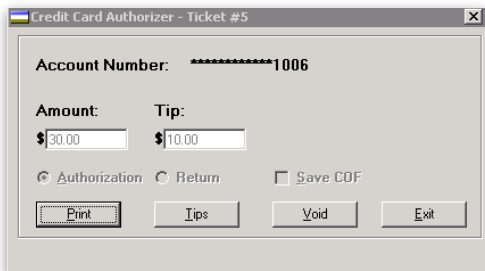 Credit Card Authorizer - Ticket #5
Account Number: ************1006
Amount: Tip:
$30.00 $10.00
Authorization Return Save COF
Print Tips Void Exit